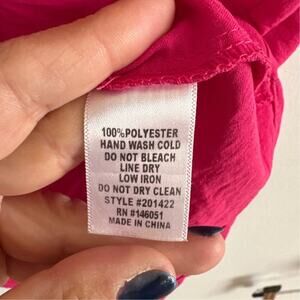 100%POLYESTER
HAND WASH COLD
DO NOT BLEACH
LINE DRY
LOW IRON
DO NOT DRY CLEAN
STYLE #201422
RN #146051
MADE IN CHINA